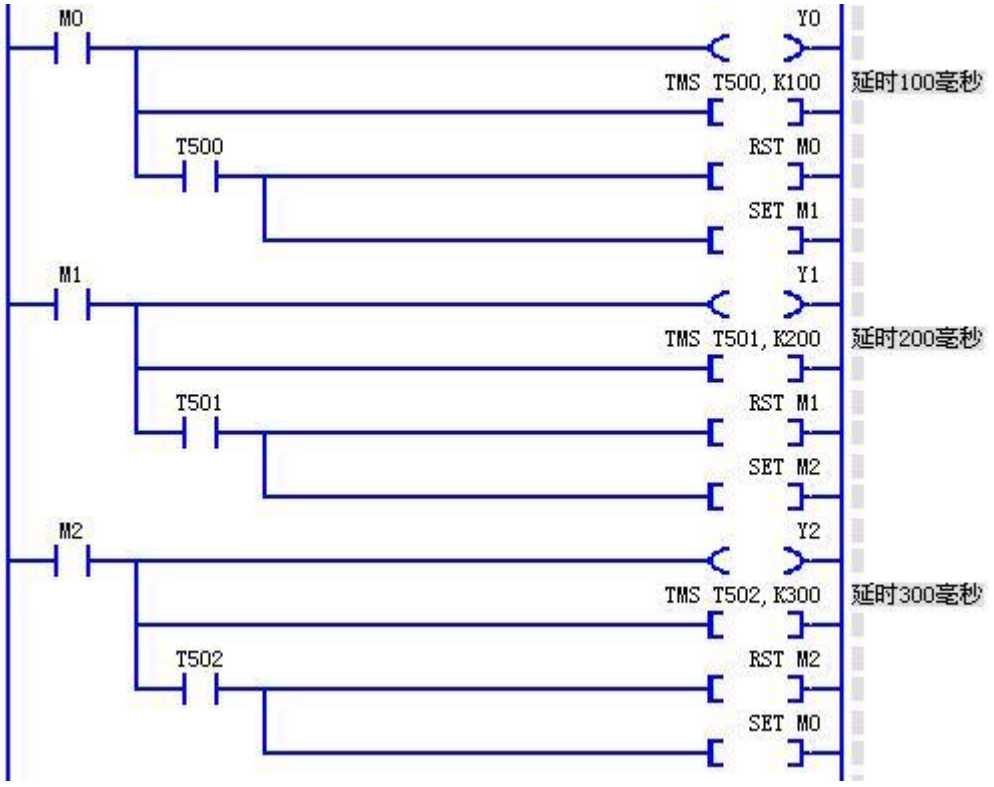 M0 Y0
TMS T500,K100 延时100毫秒
T500 RST M0
SET M1
M1 Y1
TMS T501,K200 延时200毫秒
T501 RST M1
SET M2
M2 Y2
TMS T502,K300 延时300毫秒
T502 RST M2
SET M0